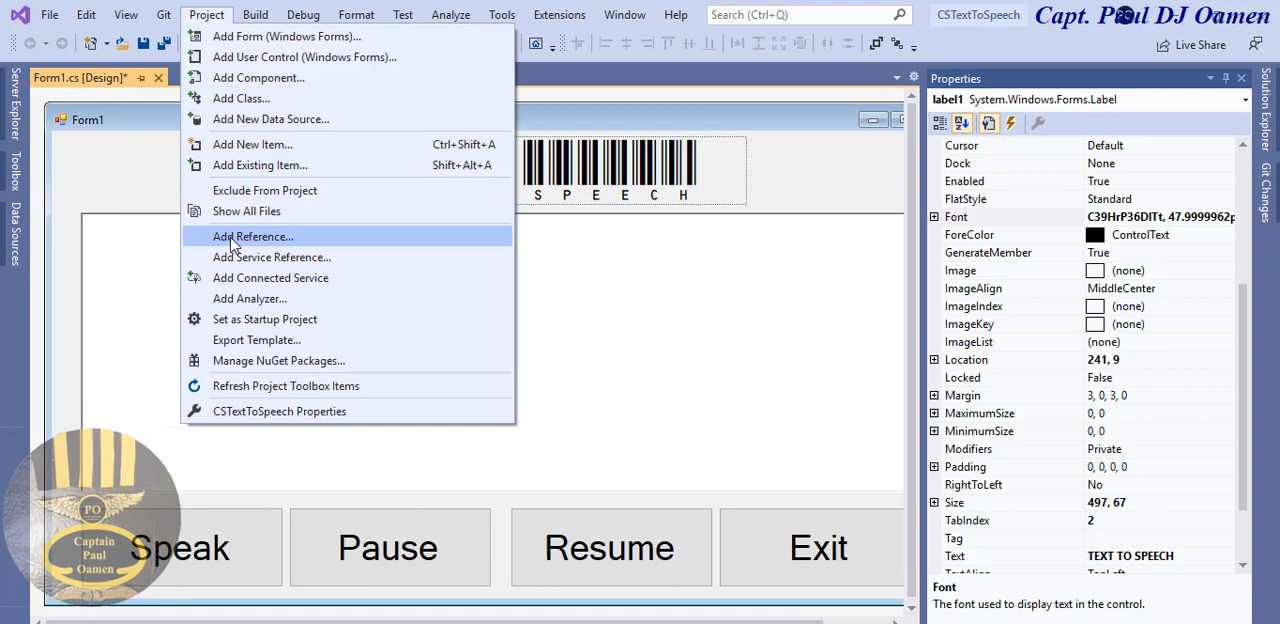 File Edit View Git Project Build Debug Format Test Analyze Tools Extensions Window Help Search (Ctrl+Q) CSTextToSpeech Capt. Paul DJ Oamen
Live Share
Form1.cs [Design]*
Server Explorer
Toolbox
Data Sources
Form1
S P E E C H
Add Form (Windows Forms)...
Add User Control (Windows Forms)...
Add Component...
Add Class...
Add New Data Source...
Add New Item... Ctrl+Shift+A
Add Existing Item... Shift+Alt+A
Exclude From Project
Show All Files
Add Reference...
Add Service Reference...
Add Connected Service
Add Analyzer...
Set as Startup Project
Export Template...
Manage NuGet Packages...
Refresh Project Toolbox Items
CSTextToSpeech Properties
Speak Pause Resume Exit
PO
Captain
Paul
Oamen
Properties
label1 System.Windows.Forms.Label
Cursor Default
Dock None
Enabled True
FlatStyle Standard
Font C39HrP36DlTt, 47.9999962p
ForeColor ControlText
GenerateMember True
Image (none)
ImageAlign MiddleCenter
ImageIndex (none)
ImageKey (none)
ImageList (none)
Location 241, 9
Locked False
Margin 3, 0, 3, 0
MaximumSize 0, 0
MinimumSize 0, 0
Modifiers Private
Padding 0, 0, 0, 0
RightToLeft No
Size 497, 67
TabIndex 2
Tag
Text TEXT TO SPEECH
TextAlign TopLeft
Font
The font used to display text in the control.
Solution Explorer
Git Changes